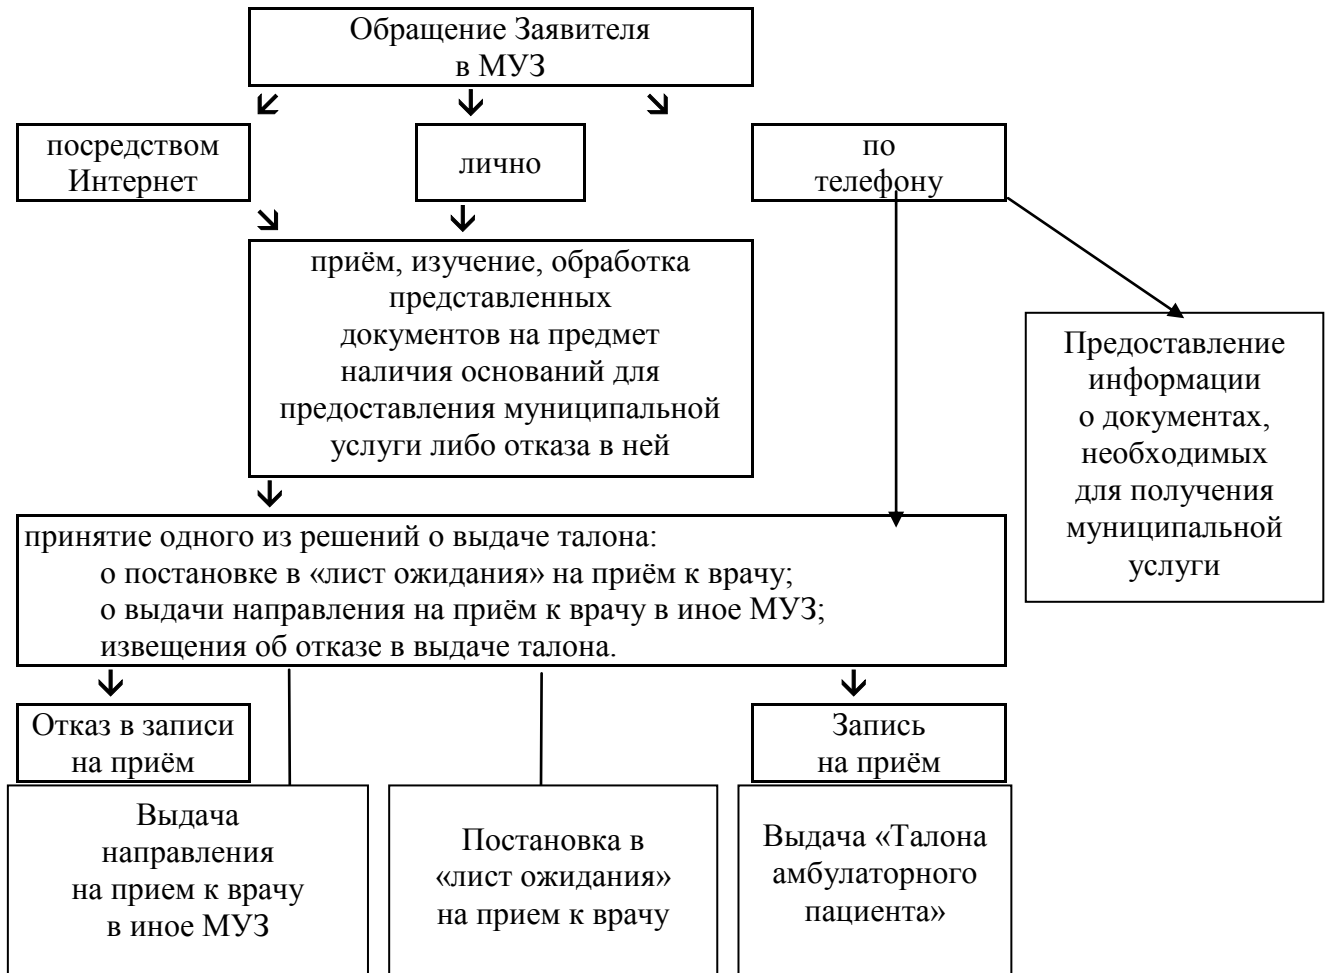 Обращение Заявителя
в МУЗ
посредством
Интернет
лично
по
телефону
приём, изучение, обработка
представленных
документов на предмет
наличия оснований для
предоставления муниципальной
услуги либо отказа в ней
Предоставление
информации
о документах,
необходимых
для получения
муниципальной
услуги
принятие одного из решений о выдаче талона:
о постановке в «лист ожидания» на приём к врачу;
о выдачи направления на приём к врачу в иное МУЗ;
извещения об отказе в выдаче талона.
Отказ в записи
на приём
Запись
на приём
Выдача
направления
на прием к врачу
в иное МУЗ
Постановка в
«лист ожидания»
на прием к врачу
Выдача «Талона
амбулаторного
пациента»